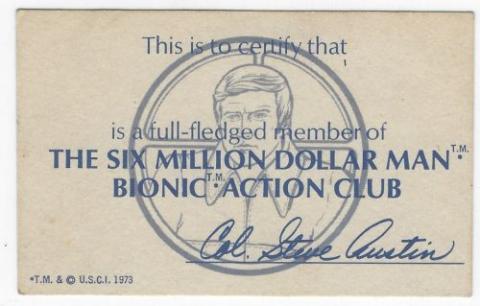 This is to certify that
is a full-fledged member of
THE SIX MILLION DOLLAR MAN T.M.*
BIONIC T.M.* ACTION CLUB
Col. Steve Austin
*T.M. & © U.S.C.I. 1973